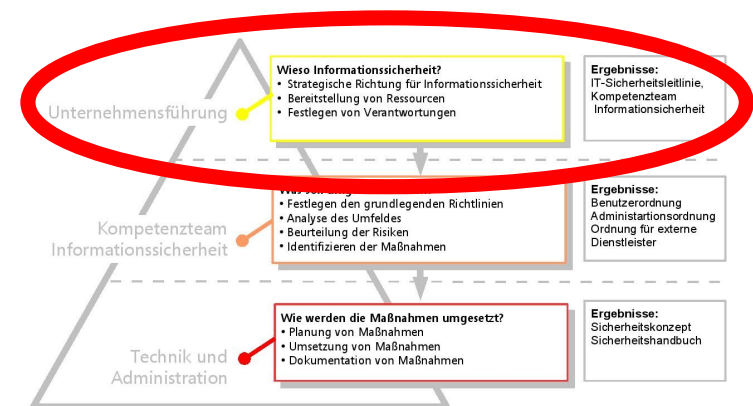 Unternehmensführung
Wieso Informationssicherheit?
• Strategische Richtung für Informationssicherheit
• Bereitstellung von Ressourcen
• Festlegen von Verantwortungen
Ergebnisse:
IT-Sicherheitsleitlinie,
Kompetenzteam
Informationsicherheit
Kompetenzteam
Informationssicherheit
• Festlegen den grundlegenden Richtlinien
• Analyse des Umfeldes
• Beurteilung der Risiken
• Identifizieren der Maßnahmen
Ergebnisse:
Benutzerordnung
Administartionsordnung
Ordnung für externe
Dienstleister
Technik und
Administration
Wie werden die Maßnahmen umgesetzt?
• Planung von Maßnahmen
• Umsetzung von Maßnahmen
• Dokumentation von Maßnahmen
Ergebnisse:
Sicherheitskonzept
Sicherheitshandbuch